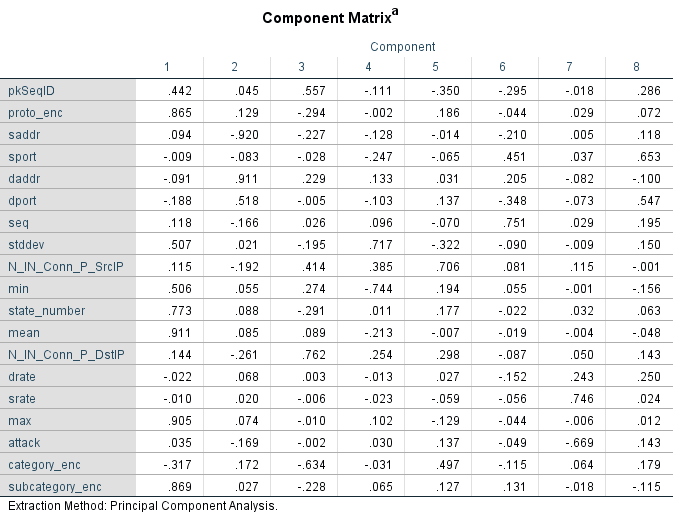 Component Matrixa
Component
1 2 3 4 5 6 7 8
pkSeqID .442 .045 .557 -.111 -.350 -.295 -.018 .286
proto_enc .865 .129 -.294 -.002 .186 -.044 .029 .072
saddr .094 -.920 -.227 -.128 -.014 -.210 .005 .118
sport -.009 -.083 -.028 -.247 -.065 .451 .037 .653
daddr -.091 .911 .229 .133 .031 .205 -.082 -.100
dport -.188 .518 -.005 -.103 .137 -.348 -.073 .547
seq .118 -.166 .026 .096 -.070 .751 .029 .195
stddev .507 .021 -.195 .717 -.322 -.090 -.009 .150
N_IN_Conn_P_SrcIP .115 -.192 .414 .385 .706 .081 .115 -.001
min .506 .055 .274 -.744 .194 .055 -.001 -.156
state_number .773 .088 -.291 .011 .177 -.022 .032 .063
mean .911 .085 .089 -.213 -.007 -.019 -.004 -.048
N_IN_Conn_P_DstIP .144 -.261 .762 .254 .298 -.087 .050 .143
drate -.022 .068 .003 -.013 .027 -.152 .243 .250
srate -.010 .020 -.006 -.023 -.059 -.056 .746 .024
max .905 .074 -.010 .102 -.129 -.044 -.006 .012
attack .035 -.169 -.002 .030 .137 -.049 -.669 .143
category_enc -.317 .172 -.634 -.031 .497 -.115 .064 .179
subcategory_enc .869 .027 -.228 .065 .127 .131 -.018 -.115
Extraction Method: Principal Component Analysis.